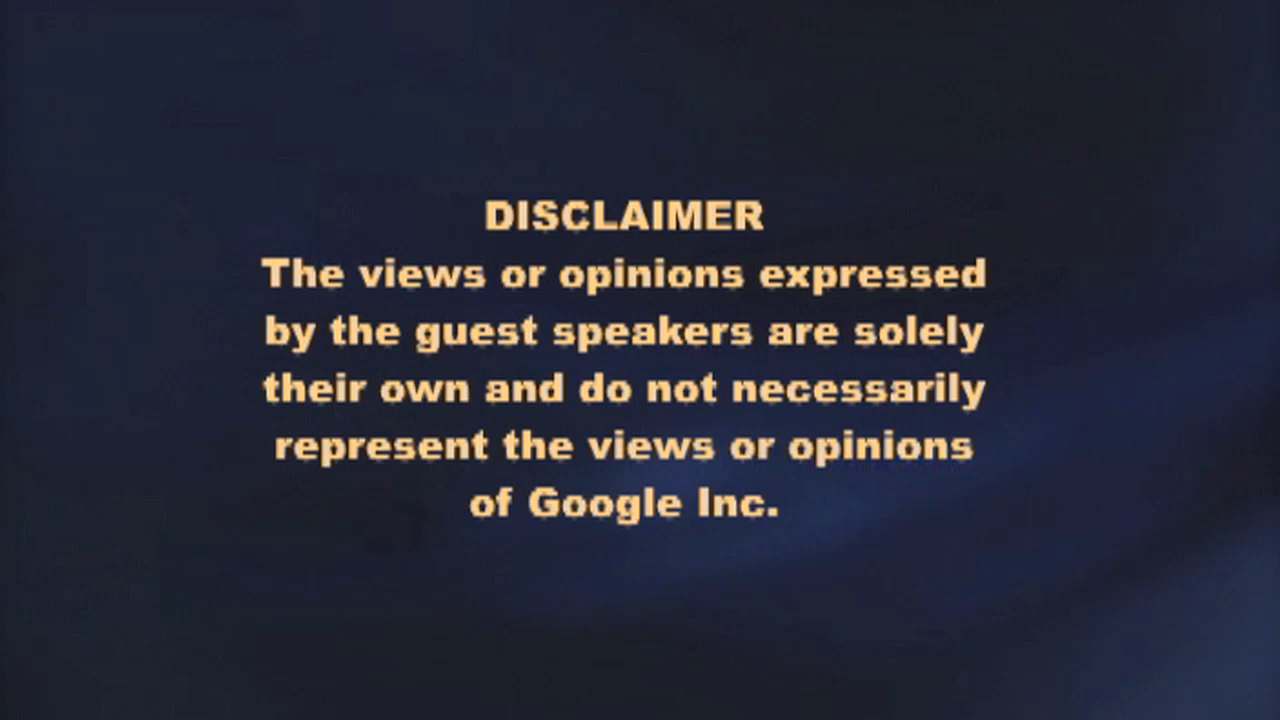 DISCLAIMER
The views or opinions expressed
by the guest speakers are solely
their own and do not necessarily
represent the views or opinions
of Google Inc.